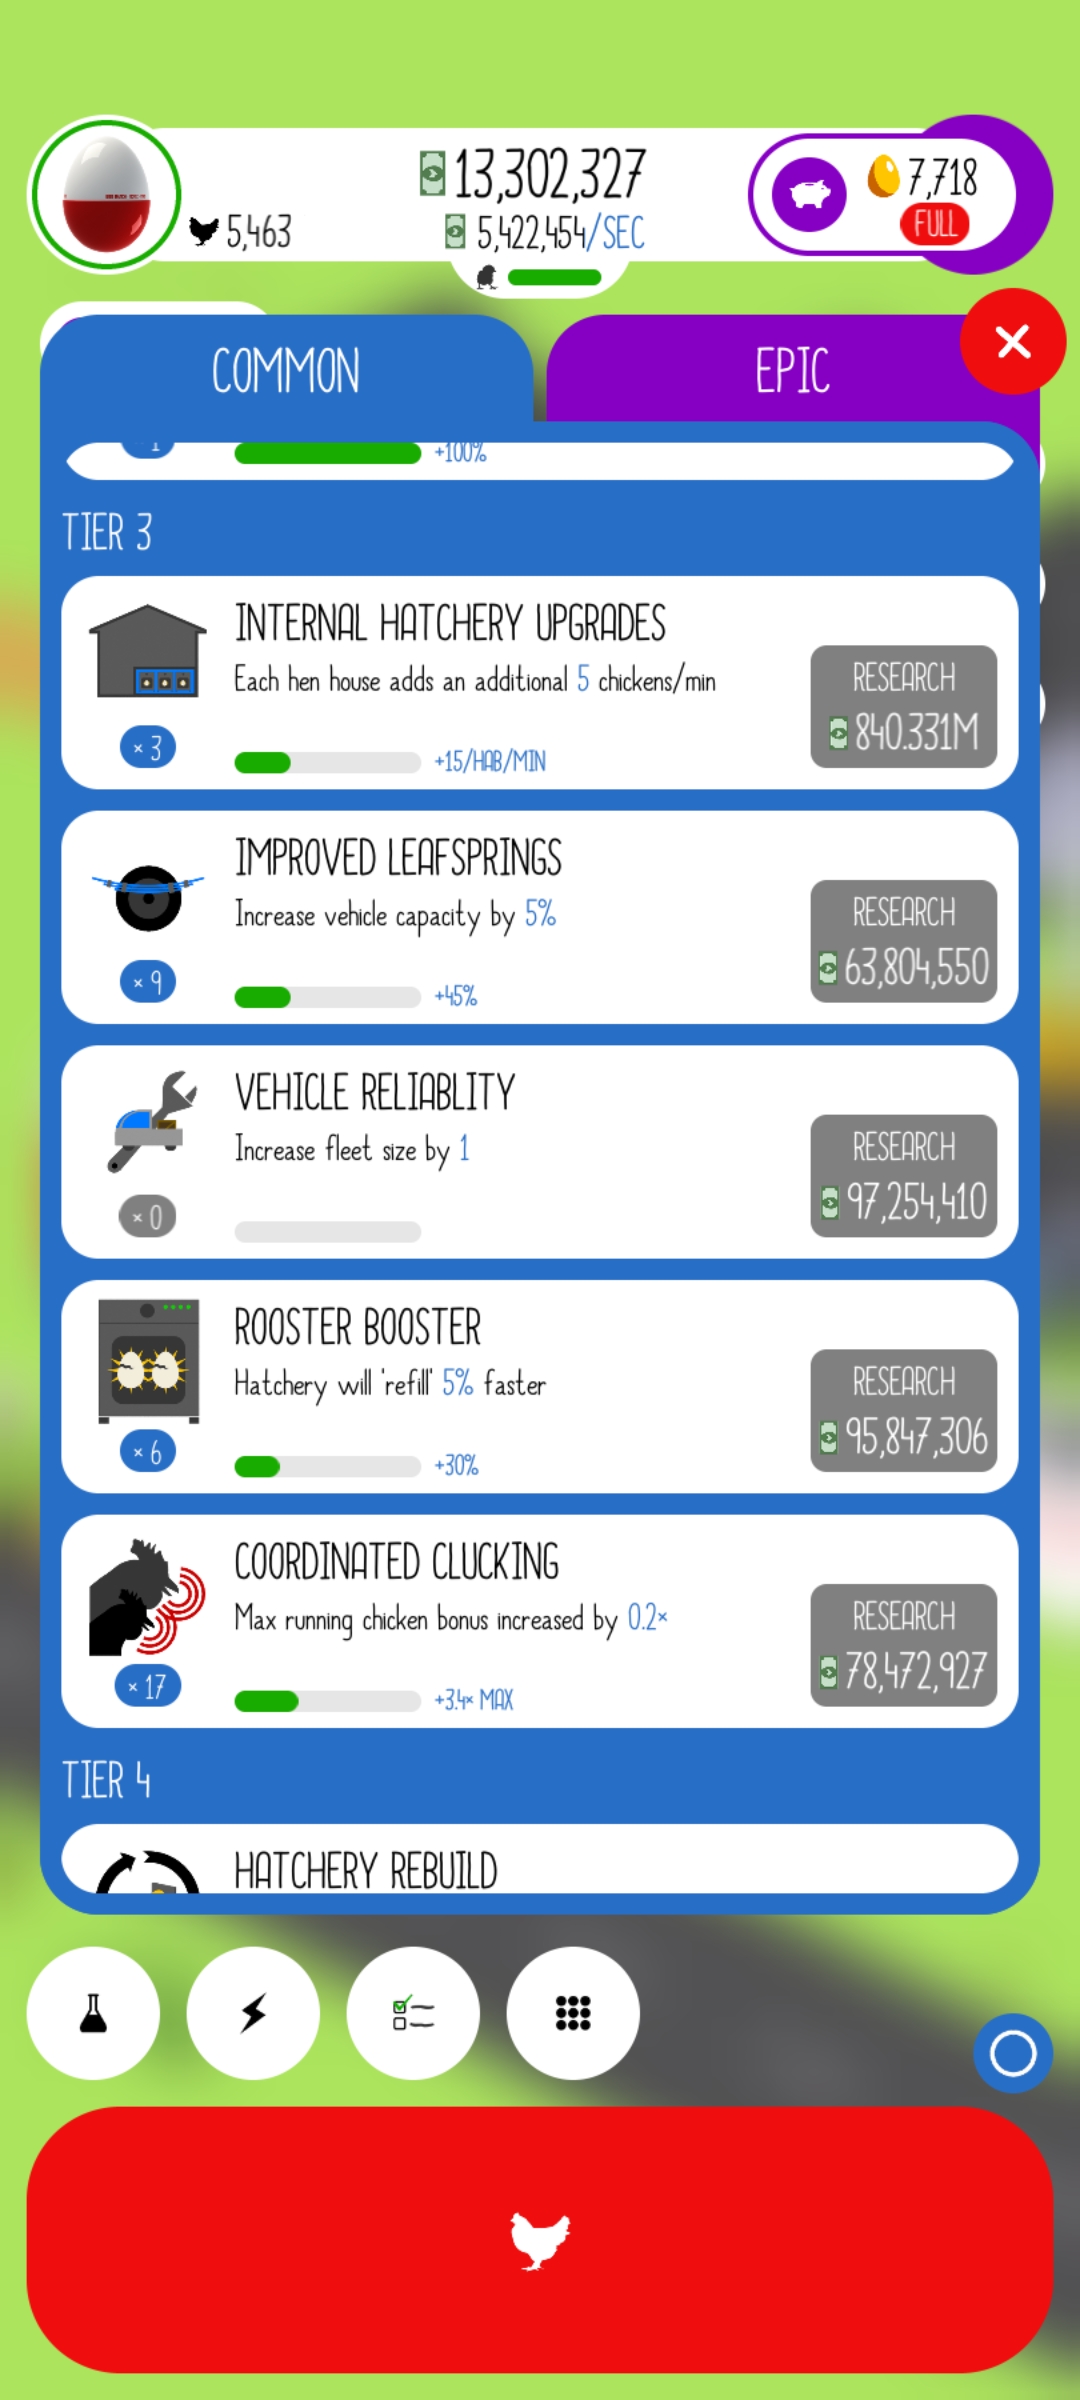 13,302,327
7,718
5,463
5,422,454/SEC
FULL
COMMON
EPIC
× 1
+100%
TIER 3
INTERNAL HATCHERY UPGRADES
Each hen house adds an additional 5 chickens/min
RESEARCH
840.331M
× 3
+15/HAB/MIN
IMPROVED LEAFSPRINGS
Increase vehicle capacity by 5%
RESEARCH
63,804,550
× 9
+45%
VEHICLE RELIABLITY
Increase fleet size by 1
RESEARCH
97,254,410
× 0
ROOSTER BOOSTER
Hatchery will 'refill' 5% faster
RESEARCH
95,847,306
× 6
+30%
COORDINATED CLUCKING
Max running chicken bonus increased by 0.2×
RESEARCH
78,472,927
× 17
+3.4× MAX
TIER 4
HATCHERY REBUILD